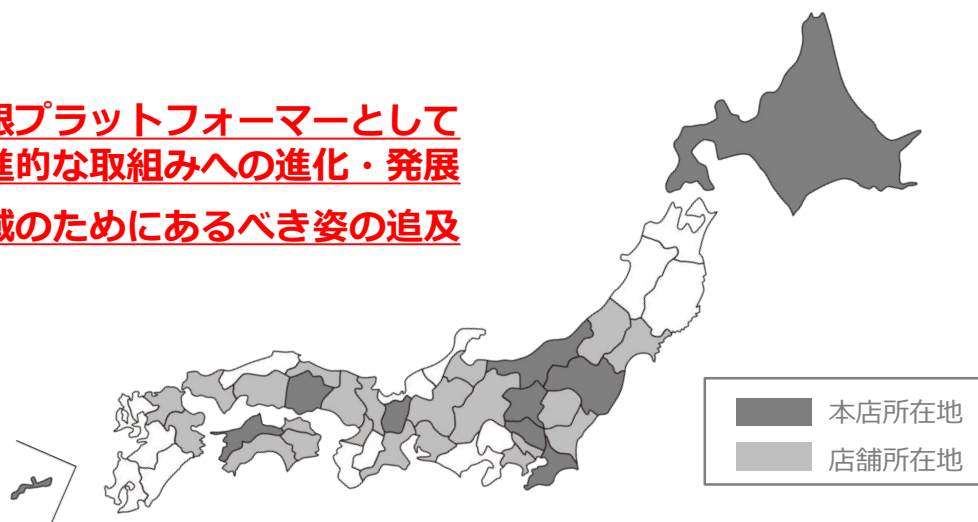 プラットフォーマーとして
進的な取組みへの進化・発展
域のためにあるべき姿の追及
本店所在地
店舗所在地